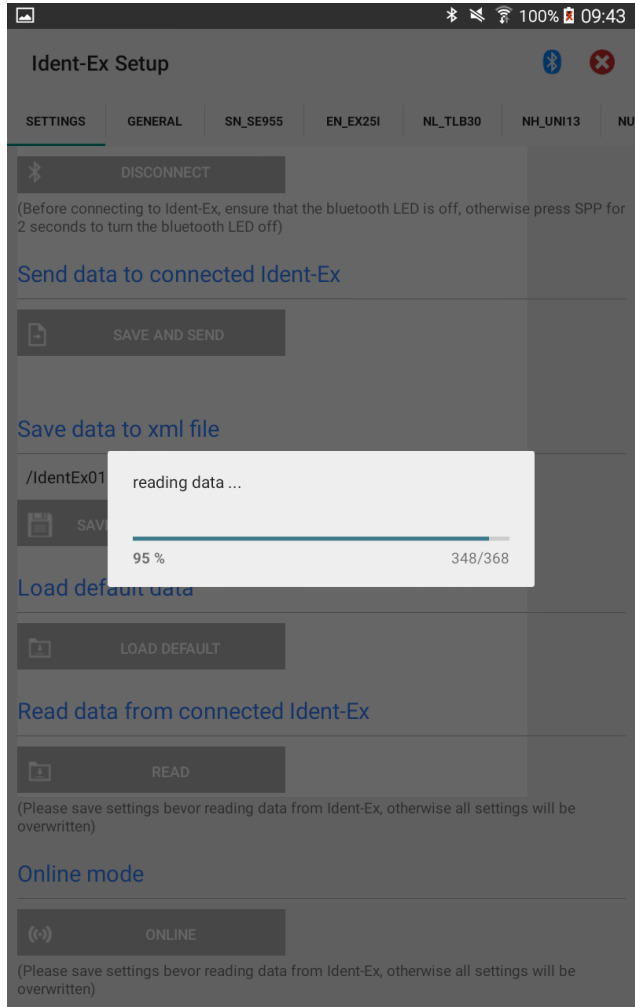 100% 09:43
Ident-Ex Setup
SETTINGS GENERAL SN_SE955 EN_EX25I NL_TLB30 NH_UNI13 NU
DISCONNECT
(Before connecting to Ident-Ex, ensure that the bluetooth LED is off, otherwise press SPP for
2 seconds to turn the bluetooth LED off)
Send data to connected Ident-Ex
SAVE AND SEND
Save data to xml file
/IdentEx01
SAV
reading data ...
95 % 348/368
Load default data
LOAD DEFAULT
Read data from connected Ident-Ex
READ
(Please save settings bevor reading data from Ident-Ex, otherwise all settings will be
overwritten)
Online mode
ONLINE
(Please save settings bevor reading data from Ident-Ex, otherwise all settings will be
overwritten)